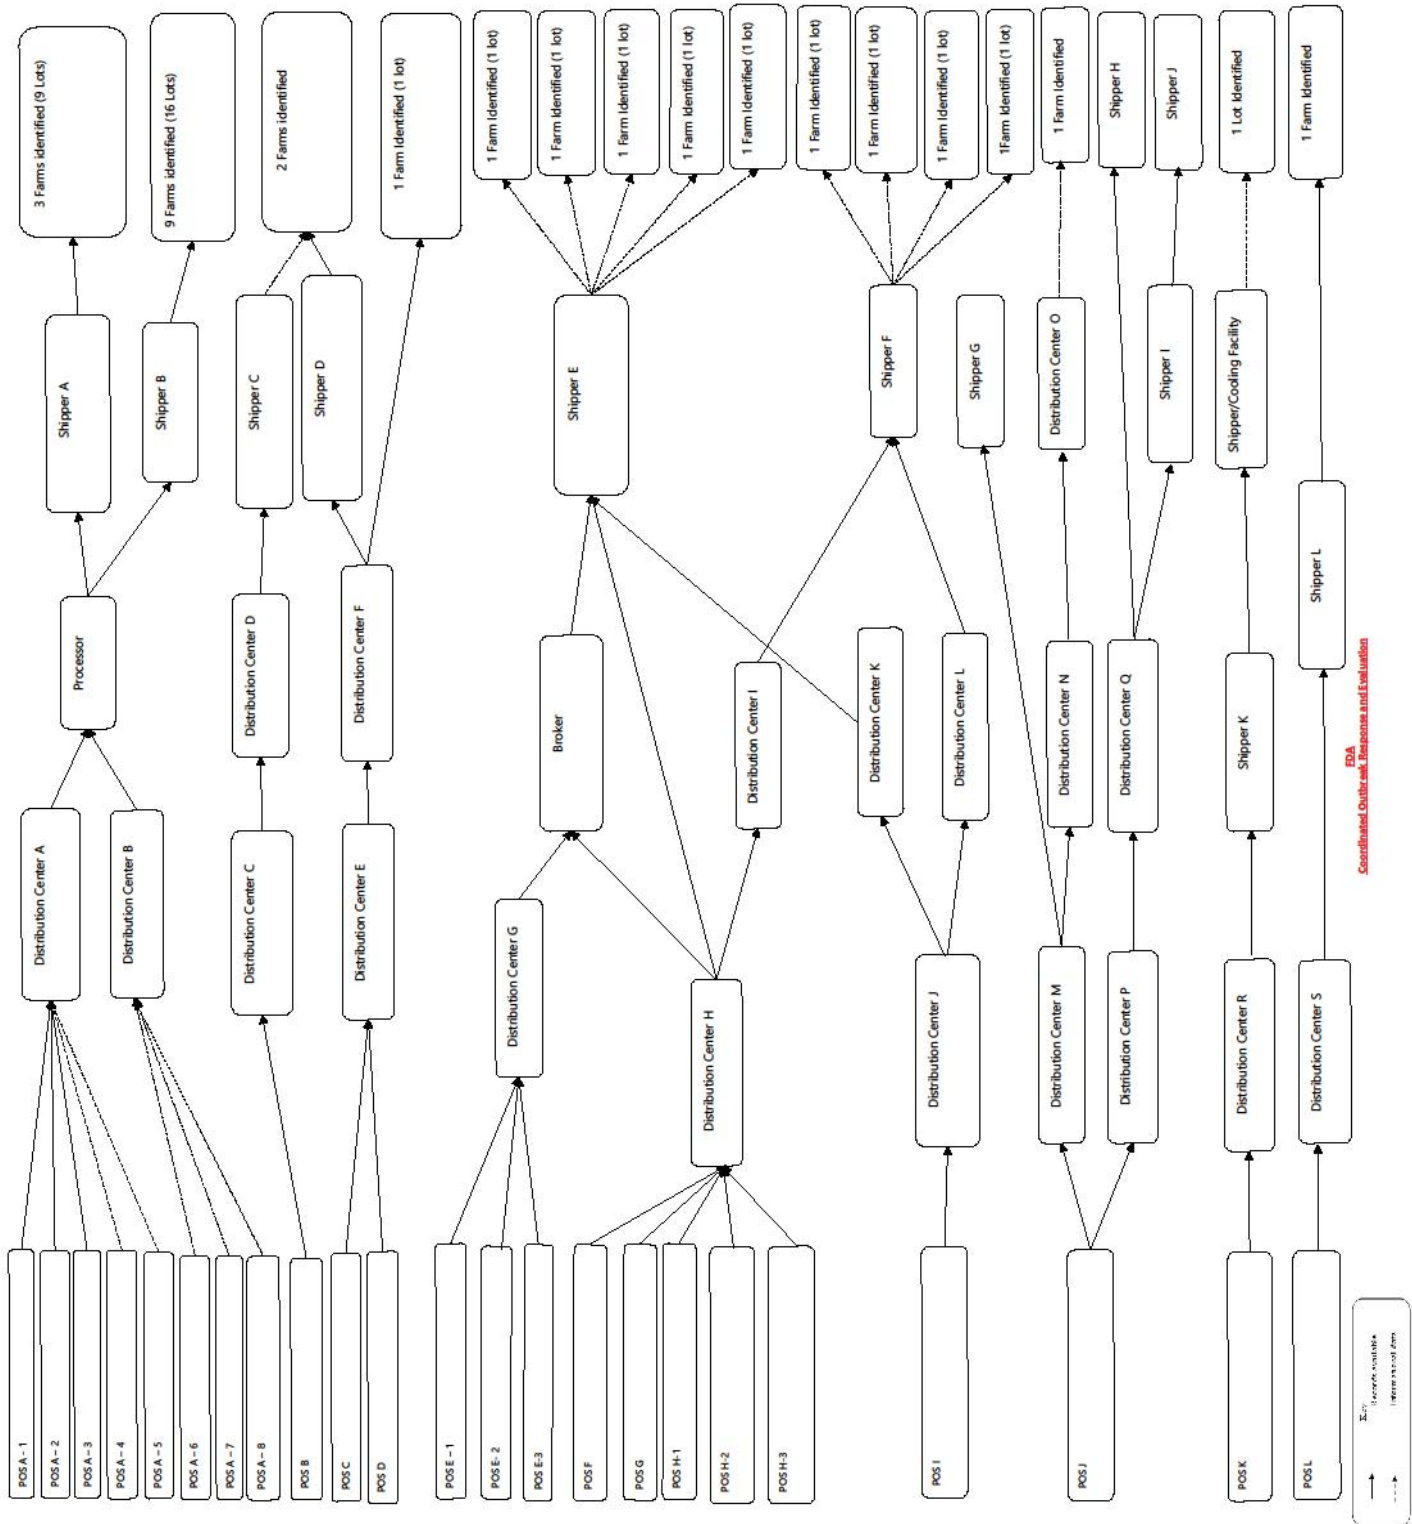 3 Farms identified (9 Lots)
9 Farms identified (16 Lots)
2 Farms identified
1 Farm Identified (1 lot)
1 Farm Identified (1 lot)
1 Farm Identified (1 lot)
1 Farm Identified (1 lot)
1 Farm Identified (1 lot)
1 Farm Identified (1 lot)
1 Farm Identified (1 lot)
1 Farm Identified (1 lot)
1 Farm Identified (1 lot)
1Farm Identified (1 lot)
1 Farm Identified
Shipper H
Shipper J
1 Lot Identified
1 Farm Identified
Shipper A
Shipper B
Shipper C
Shipper D
Shipper E
Shipper F
Shipper G
Distribution Center O
Shipper I
Shipper/Cooling Facility
Shipper L
Processor
Distribution Center D
Distribution Center F
Broker
Distribution Center I
Distribution Center K
Distribution Center L
Distribution Center N
Distribution Center Q
Shipper K
Distribution Center A
Distribution Center B
Distribution Center C
Distribution Center E
Distribution Center G
Distribution Center H
Distribution Center J
Distribution Center M
Distribution Center P
Distribution Center R
Distribution Center S
POS A - 1
POS A – 2
POS A – 3
POS A – 4
POS A – 5
POS A – 6
POS A – 7
POS A – 8
POS B
POS C
POS D
POS E – 1
POS E- 2
POS E-3
POS F
POS G
POS H-1
POS H-2
POS H-3
POS I
POS J
POS K
POS L
FDA
Coordinated Outbreak Response and Evaluation
Key
Records available
Informational data